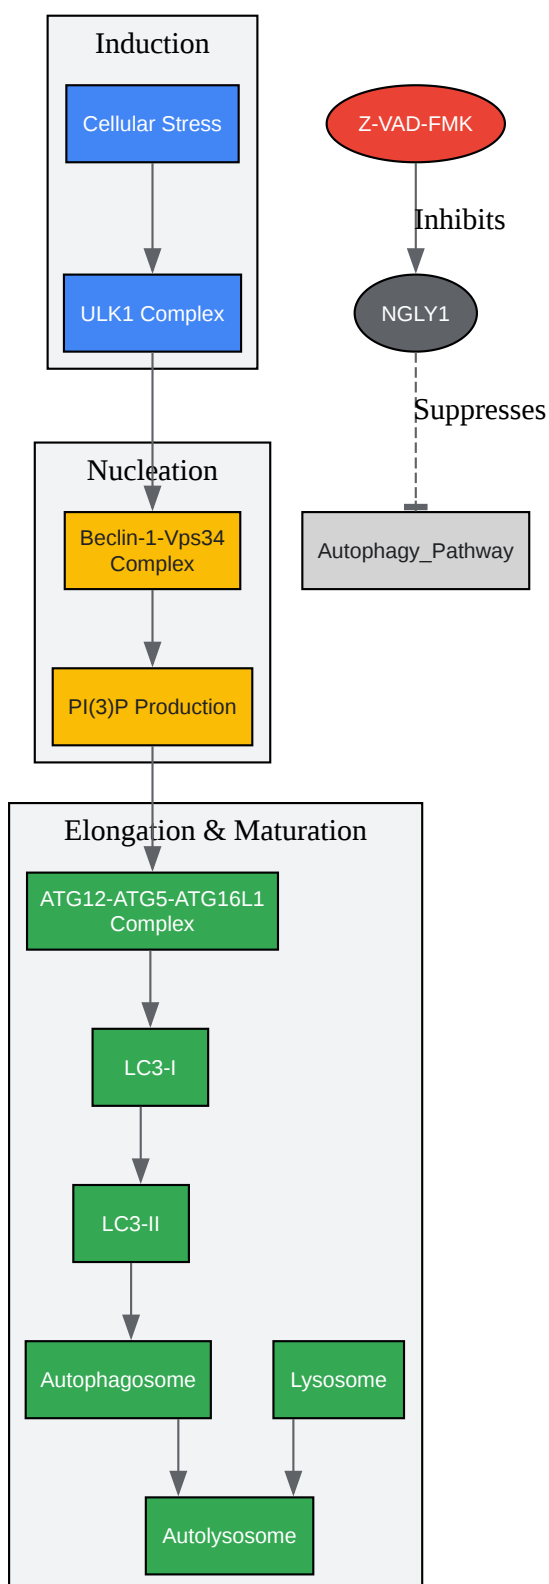 Induction
Cellular Stress
ULK1 Complex
Z-VAD-FMK
Inhibits
NGLY1
Suppresses
Autophagy_Pathway
Nucleation
Beclin-1-Vps34
Complex
PI(3)P Production
Elongation & Maturation
ATG12-ATG5-ATG16L1
Complex
LC3-I
LC3-II
Autophagosome
Lysosome
Autolysosome